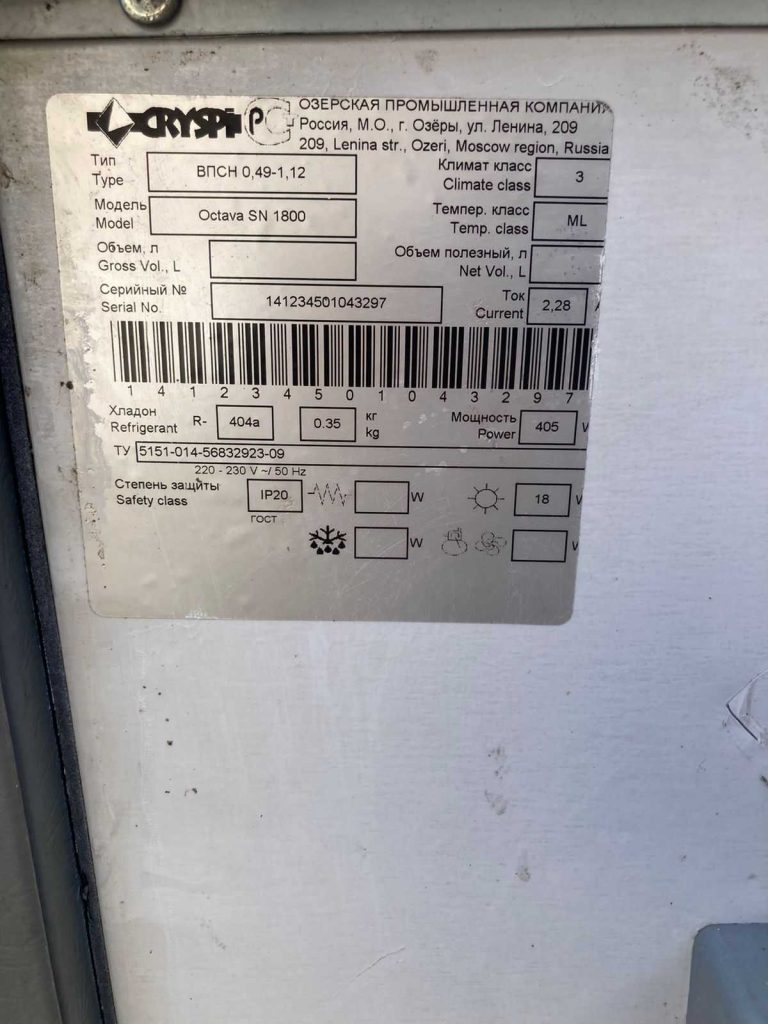 CRYSPI РС ОЗЕРСКАЯ ПРОМЫШЛЕННАЯ КОМПАНИЯ
Россия, М.О., г. Озёры, ул. Ленина, 209
209, Lenina str., Ozeri, Moscow region, Russia
Тип ВПСН 0,49-1,12 Климат класс 3
Type Climate class
Модель Octava SN 1800 Темпер. класс ML
Model Temp. class
Объем, л Объем полезный, л
Gross Vol., L Net Vol., L
Серийный № 141234501043297 Ток 2,28 A
Serial No. Current
1 4 1 2 3 4 5 0 1 0 4 3 2 9 7
Хладон R- 404a 0.35 кг Мощность 405 W
Refrigerant kg Power
ТУ 5151-014-56832923-09
220 - 230 V ~/ 50 Hz
Степень защиты IP20 W 18 W
Safety class
ГОСТ
W W